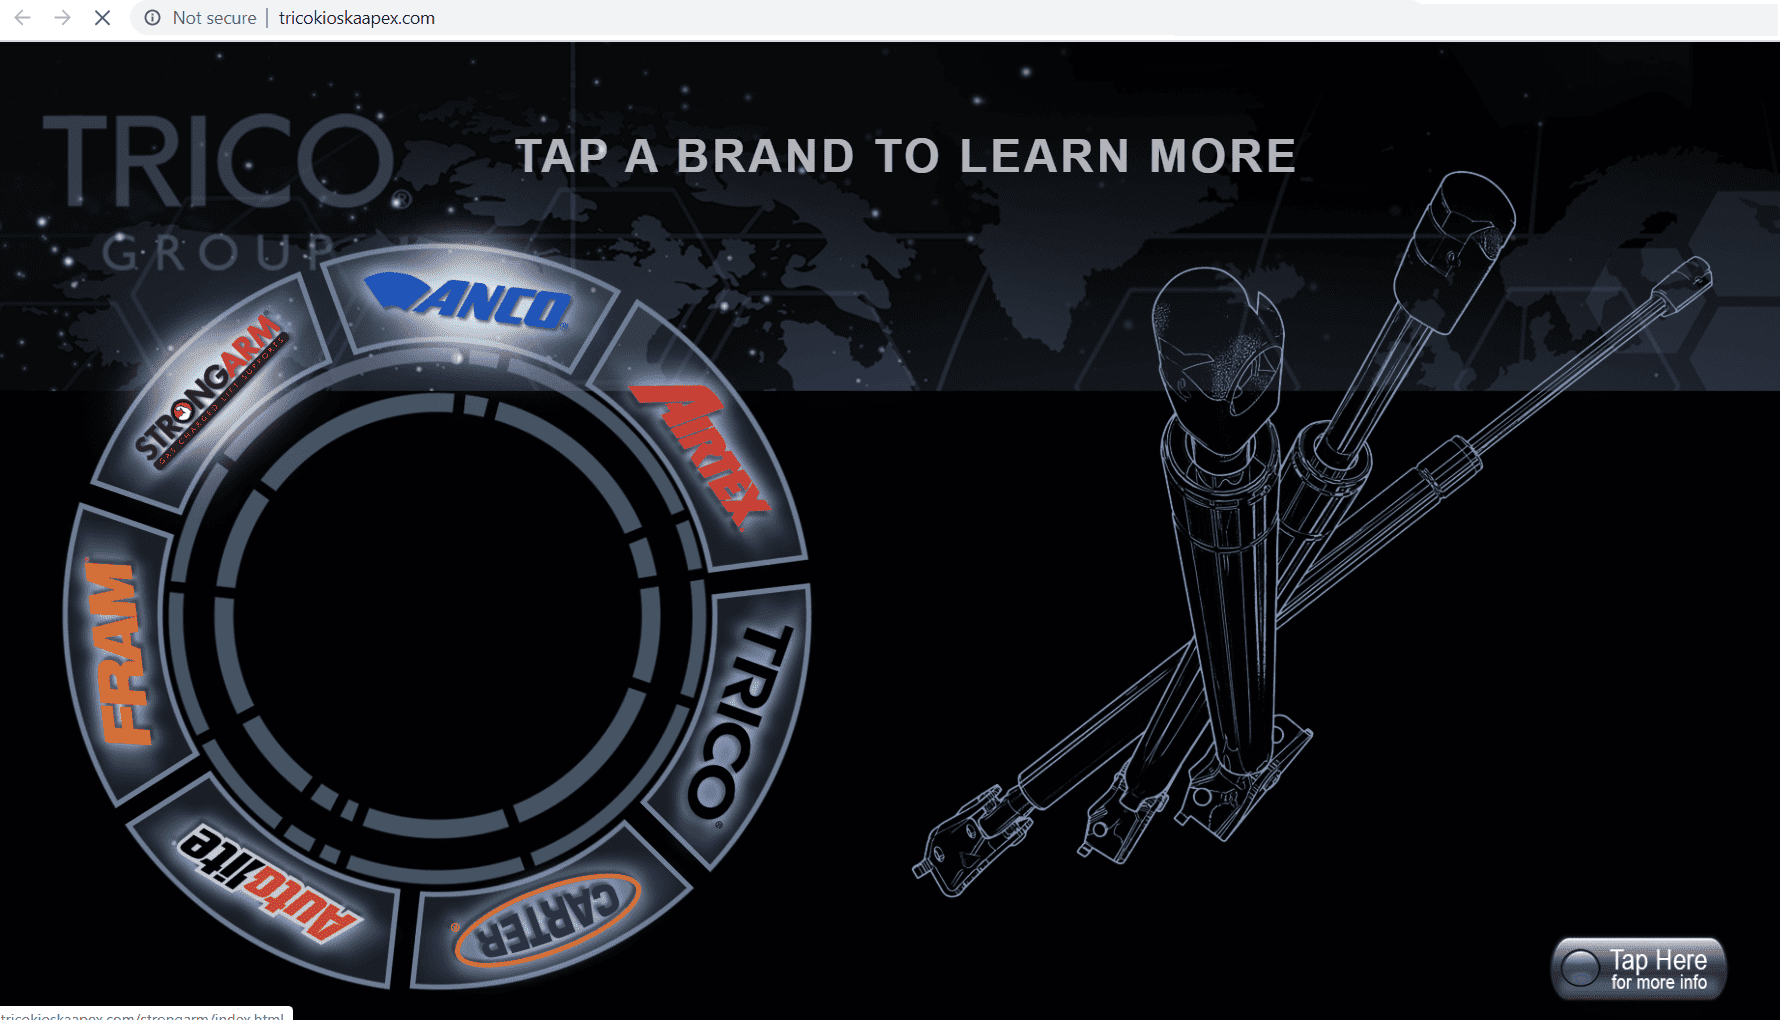 Not secure | tricokioskaapex.com
TRICO®
GROUP
TAP A BRAND TO LEARN MORE
ANCO®
STRONGARM
GAS CHARGED LIFT SUPPORTS
AIRTEX
FRAM
TRICO®
Autolite
CARTER®
Tap Here
for more info
tricokioskaapex.com/strongarm/index.html